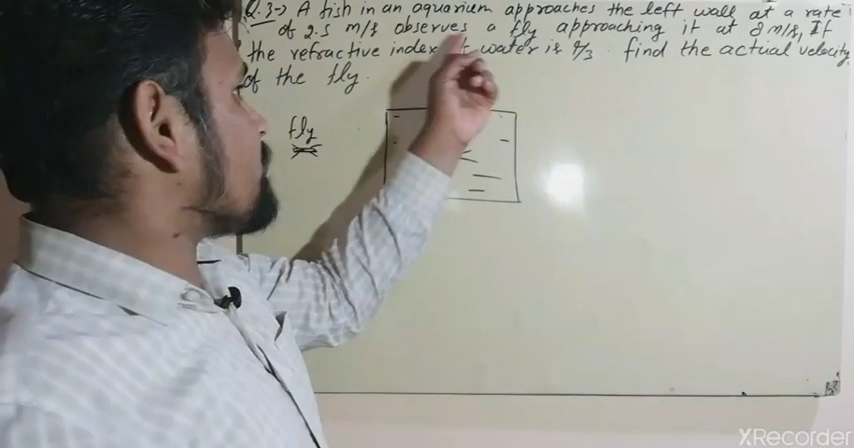 Q.3-> A fish in an aquarium approaches the left wall at a rate
of 2.5 m/s observes a fly approaching it at 8 m/s, If
the refractive index water is 4/3. find the actual velocity
of the fly.
fly
XRecorder